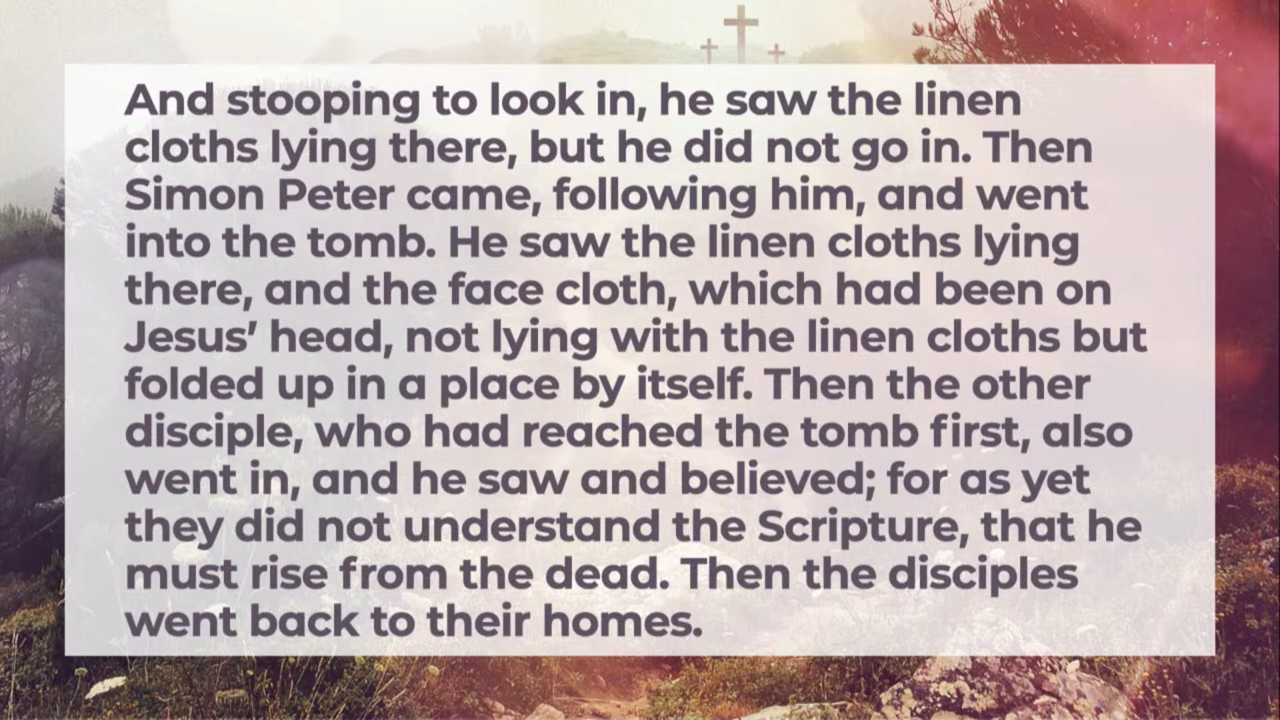 And stooping to look in, he saw the linen
cloths lying there, but he did not go in. Then
Simon Peter came, following him, and went
into the tomb. He saw the linen cloths lying
there, and the face cloth, which had been on
Jesus’ head, not lying with the linen cloths but
folded up in a place by itself. Then the other
disciple, who had reached the tomb first, also
went in, and he saw and believed; for as yet
they did not understand the Scripture, that he
must rise from the dead. Then the disciples
went back to their homes.